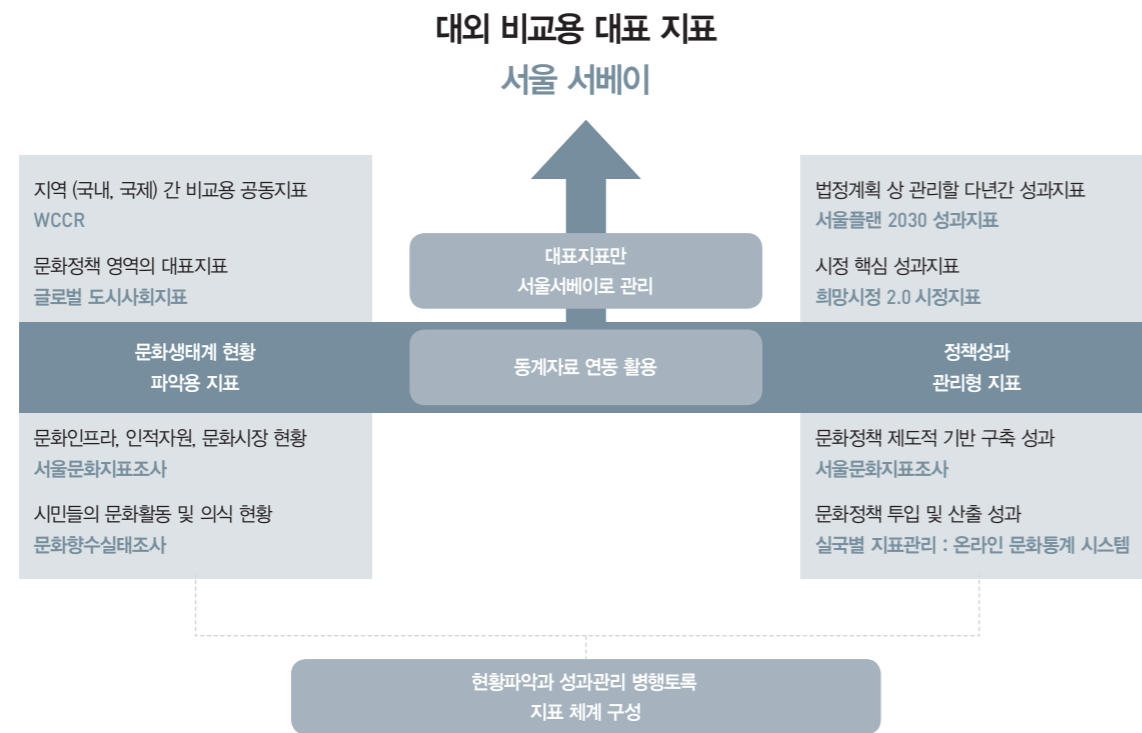 대외 비교용 대표 지표
서울 서베이
지역 (국내, 국제) 간 비교용 공동지표
WCCR
문화정책 영역의 대표지표
글로벌 도시사회지표
대표지표만
서울서베이로 관리
법정계획 상 관리할 다년간 성과지표
서울플랜 2030 성과지표
시정 핵심 성과지표
희망시정 2.0 시정지표
문화생태계 현황
파악용 지표
동계자료 연동 활용
정책성과
관리형 지표
문화인프라, 인적자원, 문화시장 현황
서울문화지표조사
시민들의 문화활동 및 의식 현황
문화향수실태조사
문화정책 제도적 기반 구축 성과
서울문화지표조사
문화정책 투입 및 산출 성과
실국별 지표관리 : 온라인 문화통계 시스템
현황파악과 성과관리 병행토록
지표 체계 구성